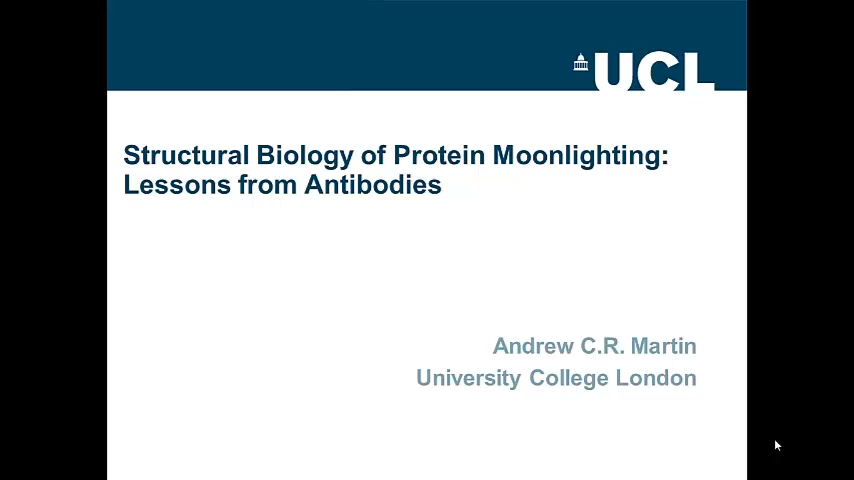 UCL
Structural Biology of Protein Moonlighting:
Lessons from Antibodies
Andrew C.R. Martin
University College London